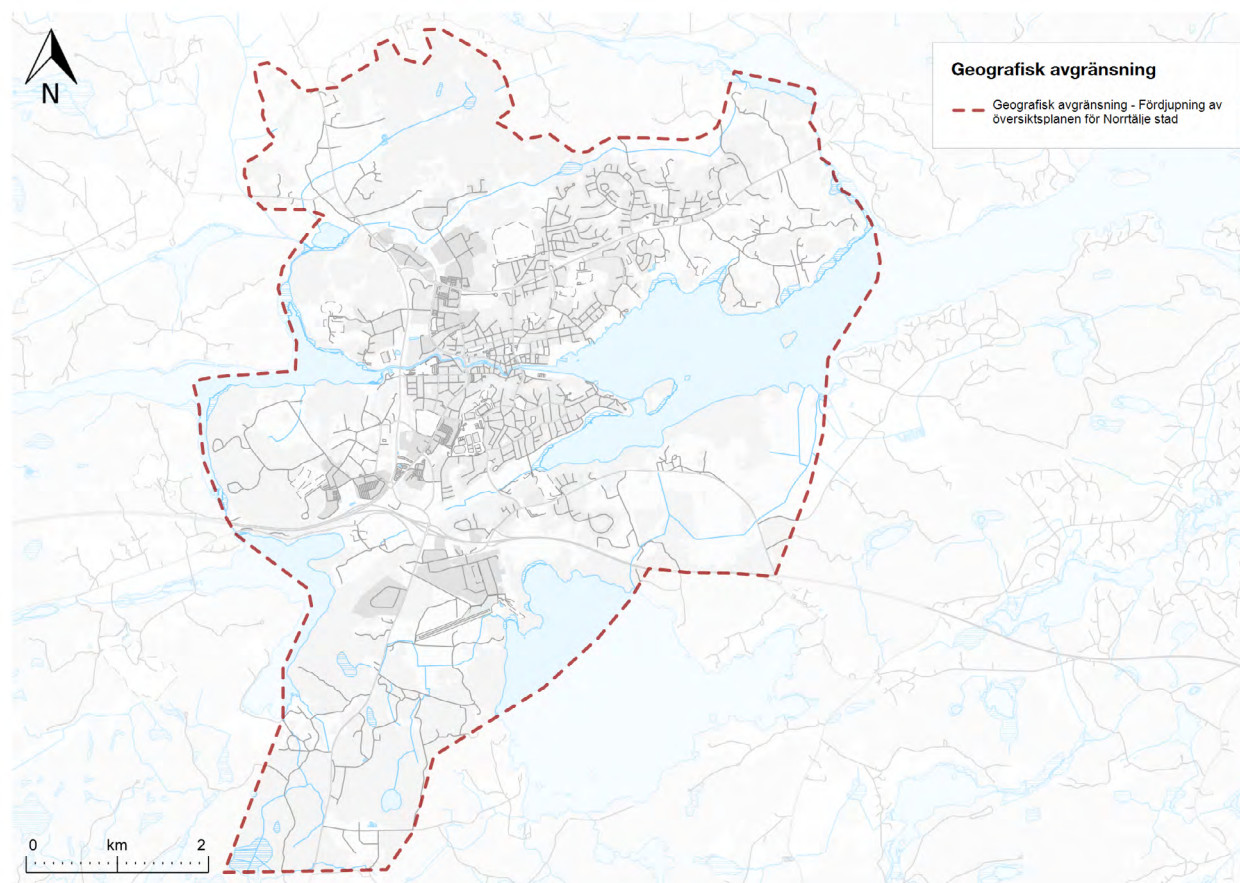 N
Geografisk avgränsning
Geografisk avgränsning - Fördjupning av
översiktsplanen för Norrtälje stad
0 km 2